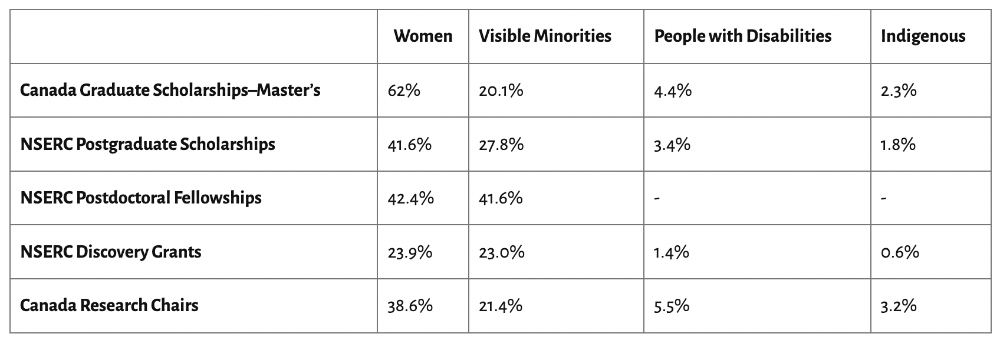 Women Visible Minorities People with Disabilities Indigenous
Canada Graduate Scholarships–Master’s 62% 20.1% 4.4% 2.3%
NSERC Postgraduate Scholarships 41.6% 27.8% 3.4% 1.8%
NSERC Postdoctoral Fellowships 42.4% 41.6% - -
NSERC Discovery Grants 23.9% 23.0% 1.4% 0.6%
Canada Research Chairs 38.6% 21.4% 5.5% 3.2%